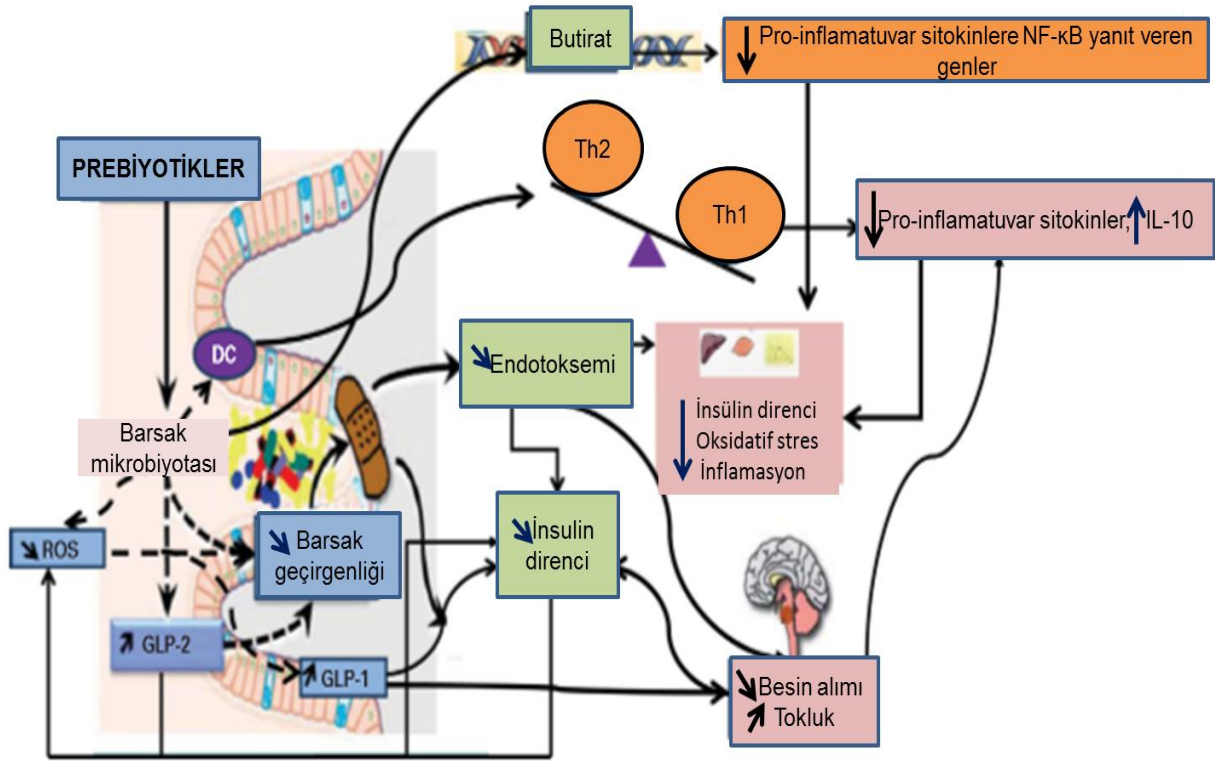 Butirat
Pro-inflamatuvar sitokinlere NF-κB yanıt veren
genler
PREBİYOTİKLER
Th2
Th1
Pro-inflamatuvar sitokinler, IL-10
DC
Endotoksemi
İnsülin direnci
Oksidatif stres
İnflamasyon
Barsak
mikrobiyotası
ROS
Barsak
geçirgenliği
İnsulin
direnci
GLP-2
GLP-1
Besin alımı
Tokluk